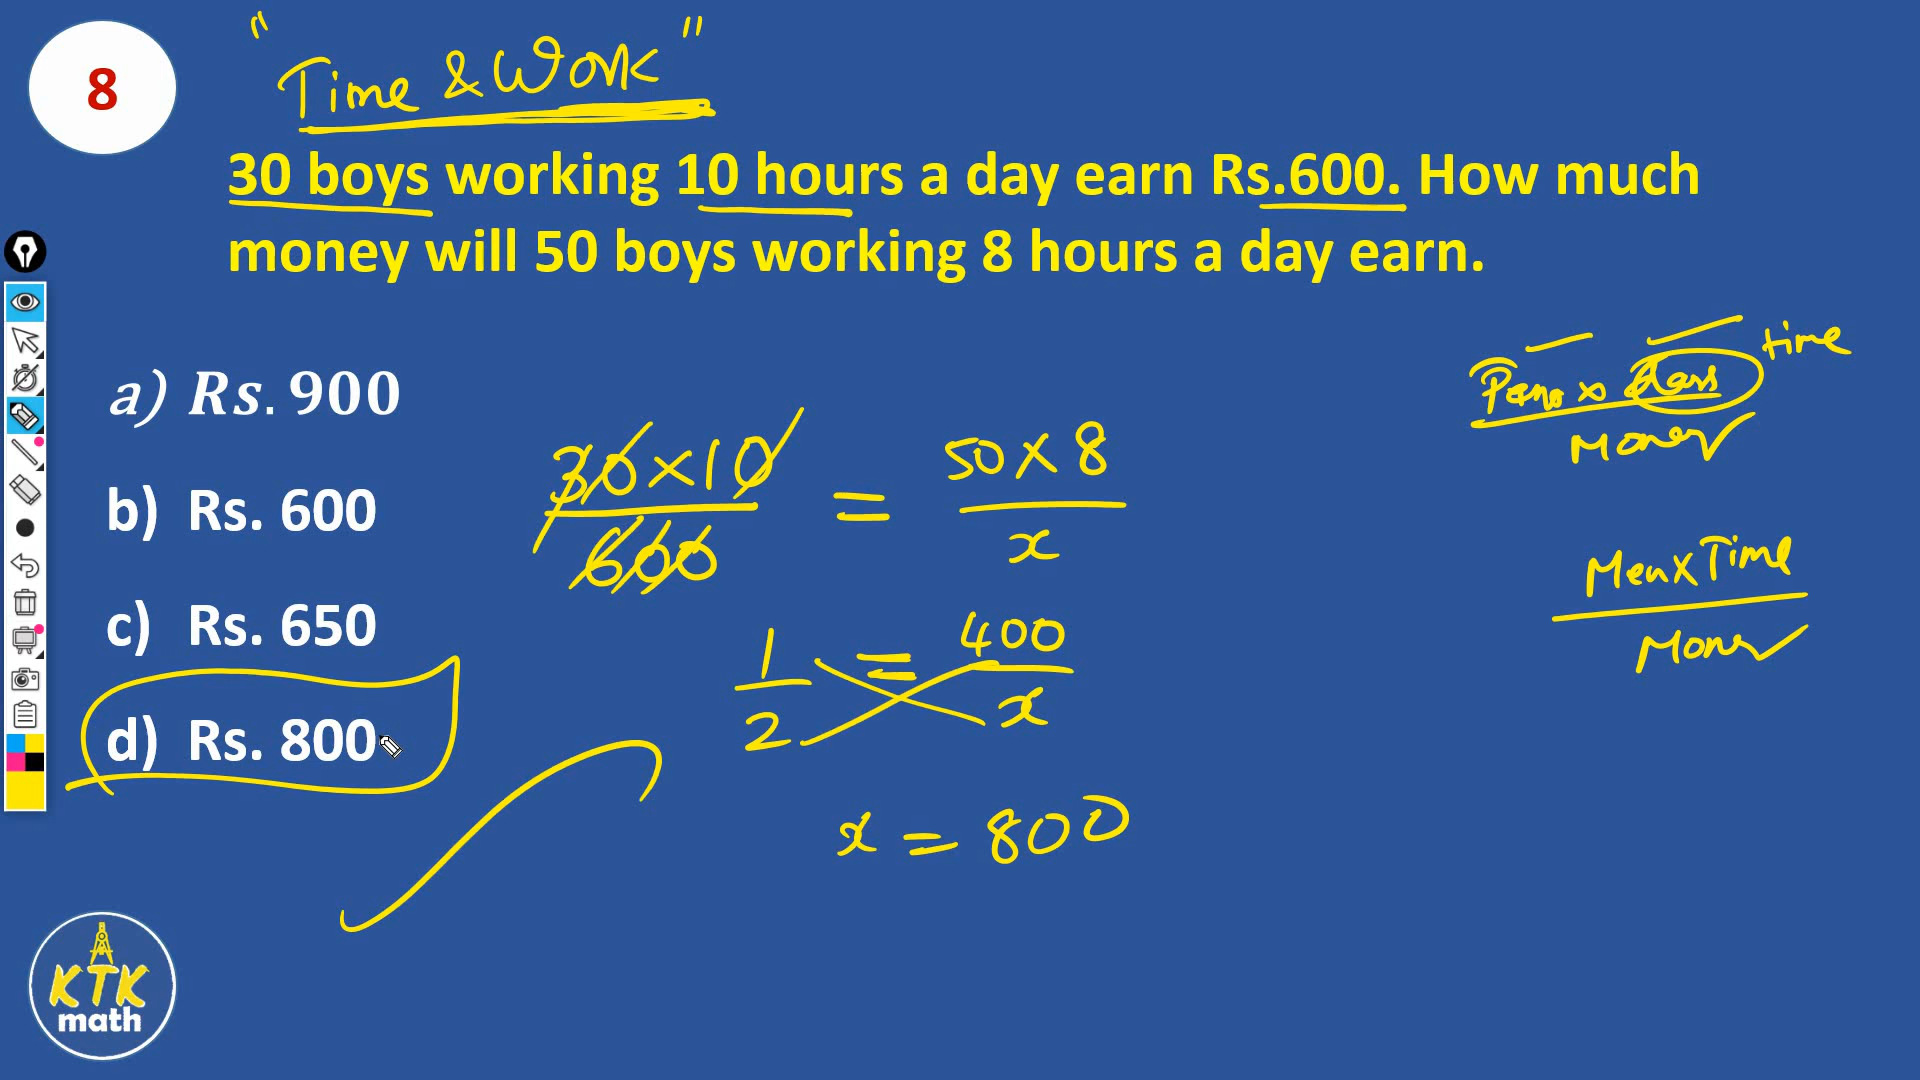 8
"Time & Work"
30 boys working 10 hours a day earn Rs.600. How much
money will 50 boys working 8 hours a day earn.
a) Rs. 900
b) Rs. 600
c) Rs. 650
d) Rs. 800
30 × 10 / 600 = 50 × 8 / x
1 / 2 = 400 / x
x = 800
time
Money
Men × Time
Money
KTK
math